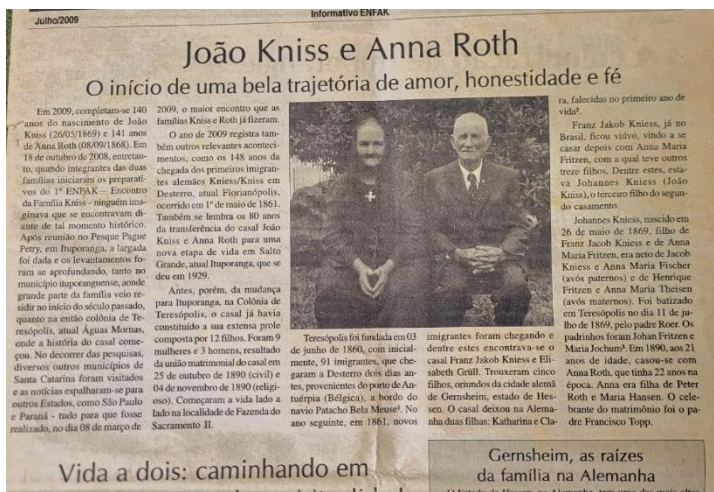 Julho/2009
Informativo ENFAK
João Kniss e Anna Roth
O início de uma bela trajetória de amor, honestidade e fé
Em 2009, completam-se 140
anos do nascimento de João
Kniss (26/05/1869) e 141 anos
de Anna Roth (08/09/1868). Em
18 de outubro de 2008, entretan-
to, quando integrantes das duas
famílias iniciaram os preparati-
vos do 1º ENFAK – Encontro
da Família Kniss – ninguém ima-
ginava que se encontravam di-
ante de tal momento histórico.
Após reunião no Pesque Pague
Petry, em Ituporanga, a largada
foi dada e os levantamentos fo-
ram se aprofundando, tanto no
município ituporanguense, aonde
grande parte da família veio re-
sidir no início do século passado,
quanto na então colônia de Te-
resópolis, atual Águas Mornas,
onde a história do casal come-
çou. No decorrer das pesquisas,
diversos outros municípios de
Santa Catarina foram visitados
e as notícias espalharam-se para
outros Estados, como São Paulo
e Paraná - tudo para que fosse
realizado, no dia 08 de março de
2009, o maior encontro que as
famílias Kniss e Roth já fizeram.
O ano de 2009 registra tam-
bém outros relevantes aconteci-
mentos, como os 148 anos da
chegada dos primeiros imigran-
tes alemães Kniess/Kniss em
Desterro, atual Florianópolis,
ocorrido em 1º de maio de 1861.
Também se lembra os 80 anos
da transferência do casal João
Kniss e Anna Roth para uma
nova etapa de vida em Salto
Grande, atual Ituporanga, que se
deu em 1929.
Antes, porém, da mudança
para Ituporanga, na Colônia de
Teresópolis, o casal já havia
constituído a sua extensa prole
composta por 12 filhos. Foram 9
mulheres e 3 homens, resultado
da união matrimonial do casal em
25 de outubro de 1890 (civil) e
04 de novembro de 1890 (religi-
oso). Começaram a vida lado a
lado na localidade de Fazenda do
Sacramento II.
Teresópolis foi fundada em 03
de junho de 1860, com inicial-
mente, 91 imigrantes, que che-
garam a Desterro dois dias an-
tes, provenientes do porto de An-
tuérpia (Bélgica), a bordo do
navio Patacho Bela Meuse¹. No
ano seguinte, em 1861, novos
imigrantes foram chegando e
dentre estes encontrava-se o
casal Franz Jakob Kniess e Eli-
sabeth Grüll. Trouxeram cinco
filhos, oriundos da cidade alemã
de Gernsheim, estado de Hes-
sen. O casal deixou na Alema-
nha duas filhas: Katharina e Cla-
ra, falecidas no primeiro ano de
vida².
Franz Jakob Kniess, já no
Brasil, ficou viúvo, vindo a se
casar depois com Anna Maria
Fritzen, com a qual teve outros
treze filhos. Dentre estes, esta-
va Johannes Kniess (João
Kniss), o terceiro filho do segun-
do casamento.
Johannes Kniess, nascido em
26 de maio de 1869, filho de
Franz Jacob Kniess e de Anna
Maria Fritzen, era neto de Jacob
Kniess e Anna Maria Fischer
(avós paternos) e de Henrique
Fritzen e Anna Maria Theisen
(avós maternos). Foi batizado
em Teresópolis no dia 11 de ju-
lho de 1869, pelo padre Roer. Os
padrinhos foram Johan Fritzen e
Maria Jochum³. Em 1890, aos 21
anos de idade, casou-se com
Anna Roth, que tinha 22 anos na
época. Anna era filha de Peter
Roth e Maria Hansen. O cele-
brante do matrimônio foi o pa-
dre Francisco Topp.
Vida a dois: caminhando em
Gernsheim, as raízes
da família na Alemanha